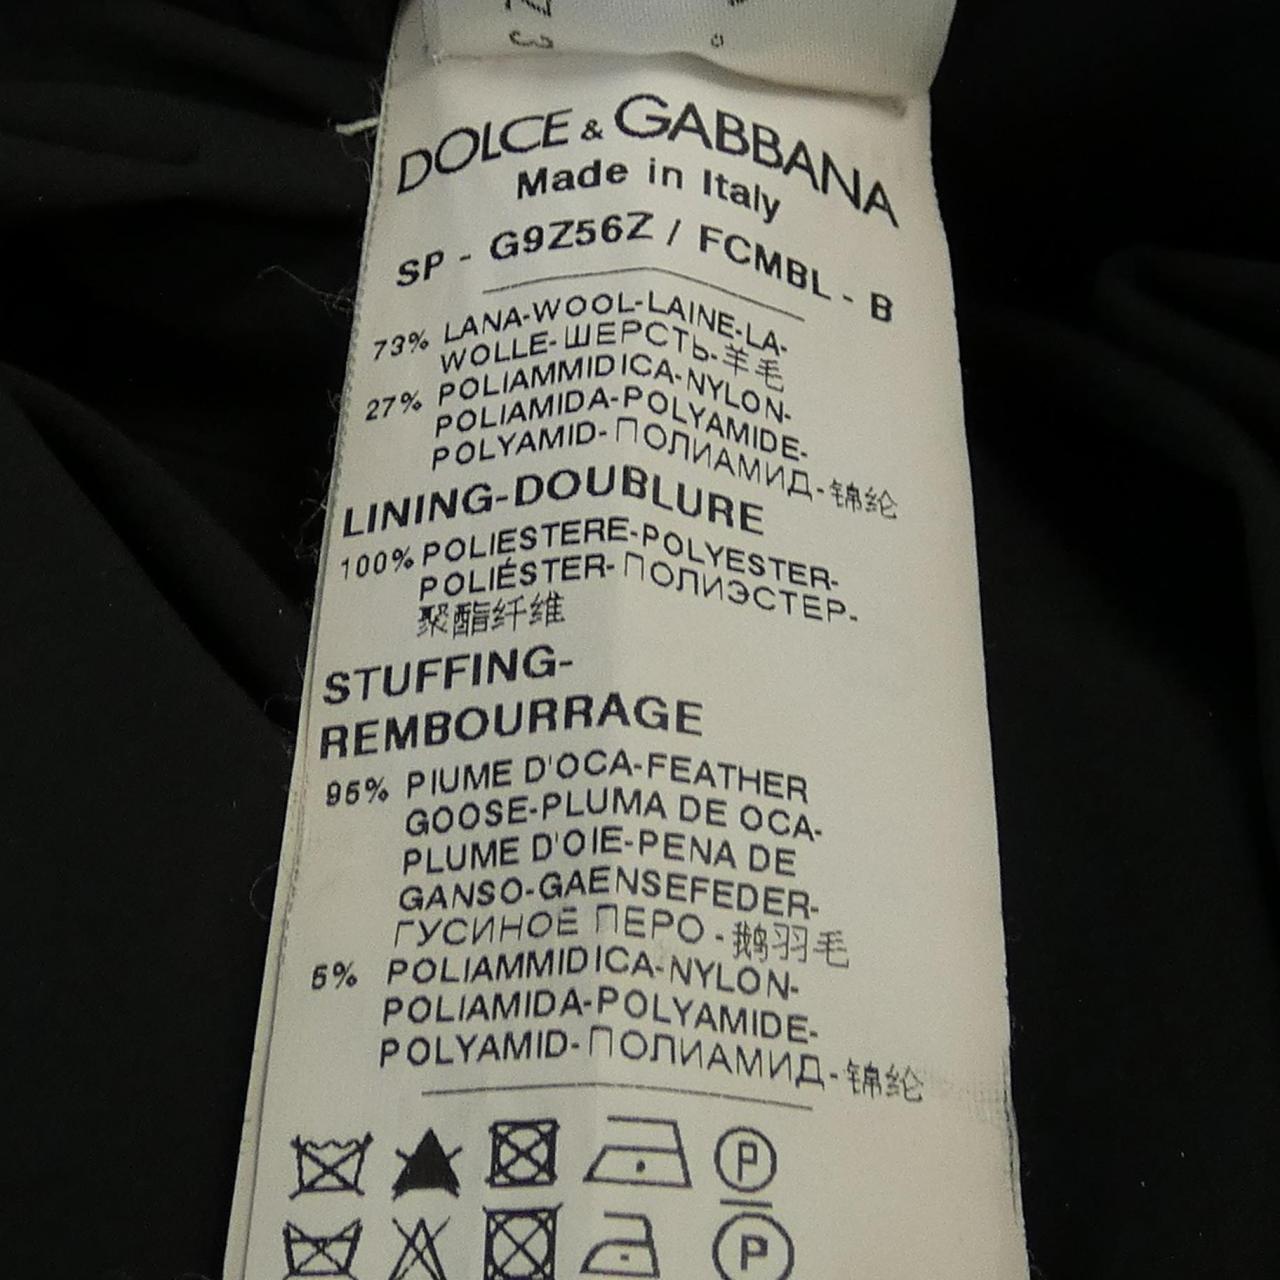 DOLCE & GABBANA
Made in Italy
SP - G9Z56Z / FCMBL - B
73% LANA-WOOL-LAINE-LA-
WOLLE-ШЕРСТЬ-羊毛
27% POLIAMMIDICA-NYLON-
POLIAMIDA-POLYAMIDE-
POLYAMID-ПОЛИАМИД-锦纶
LINING-DOUBLURE
100% POLIESTERE-POLYESTER-
POLIÉSTER-ПОЛИЭСТЕР-
聚酯纤维
STUFFING-
REMBOURRAGE
95% PIUME D'OCA-FEATHER
GOOSE-PLUMA DE OCA-
PLUME D'OIE-PENA DE
GANSO-GAENSEFEDER-
ГУСИНОЕ ПЕРО-鹅羽毛
5% POLIAMMIDICA-NYLON-
POLIAMIDA-POLYAMIDE-
POLYAMID-ПОЛИАМИД-锦纶
P
P